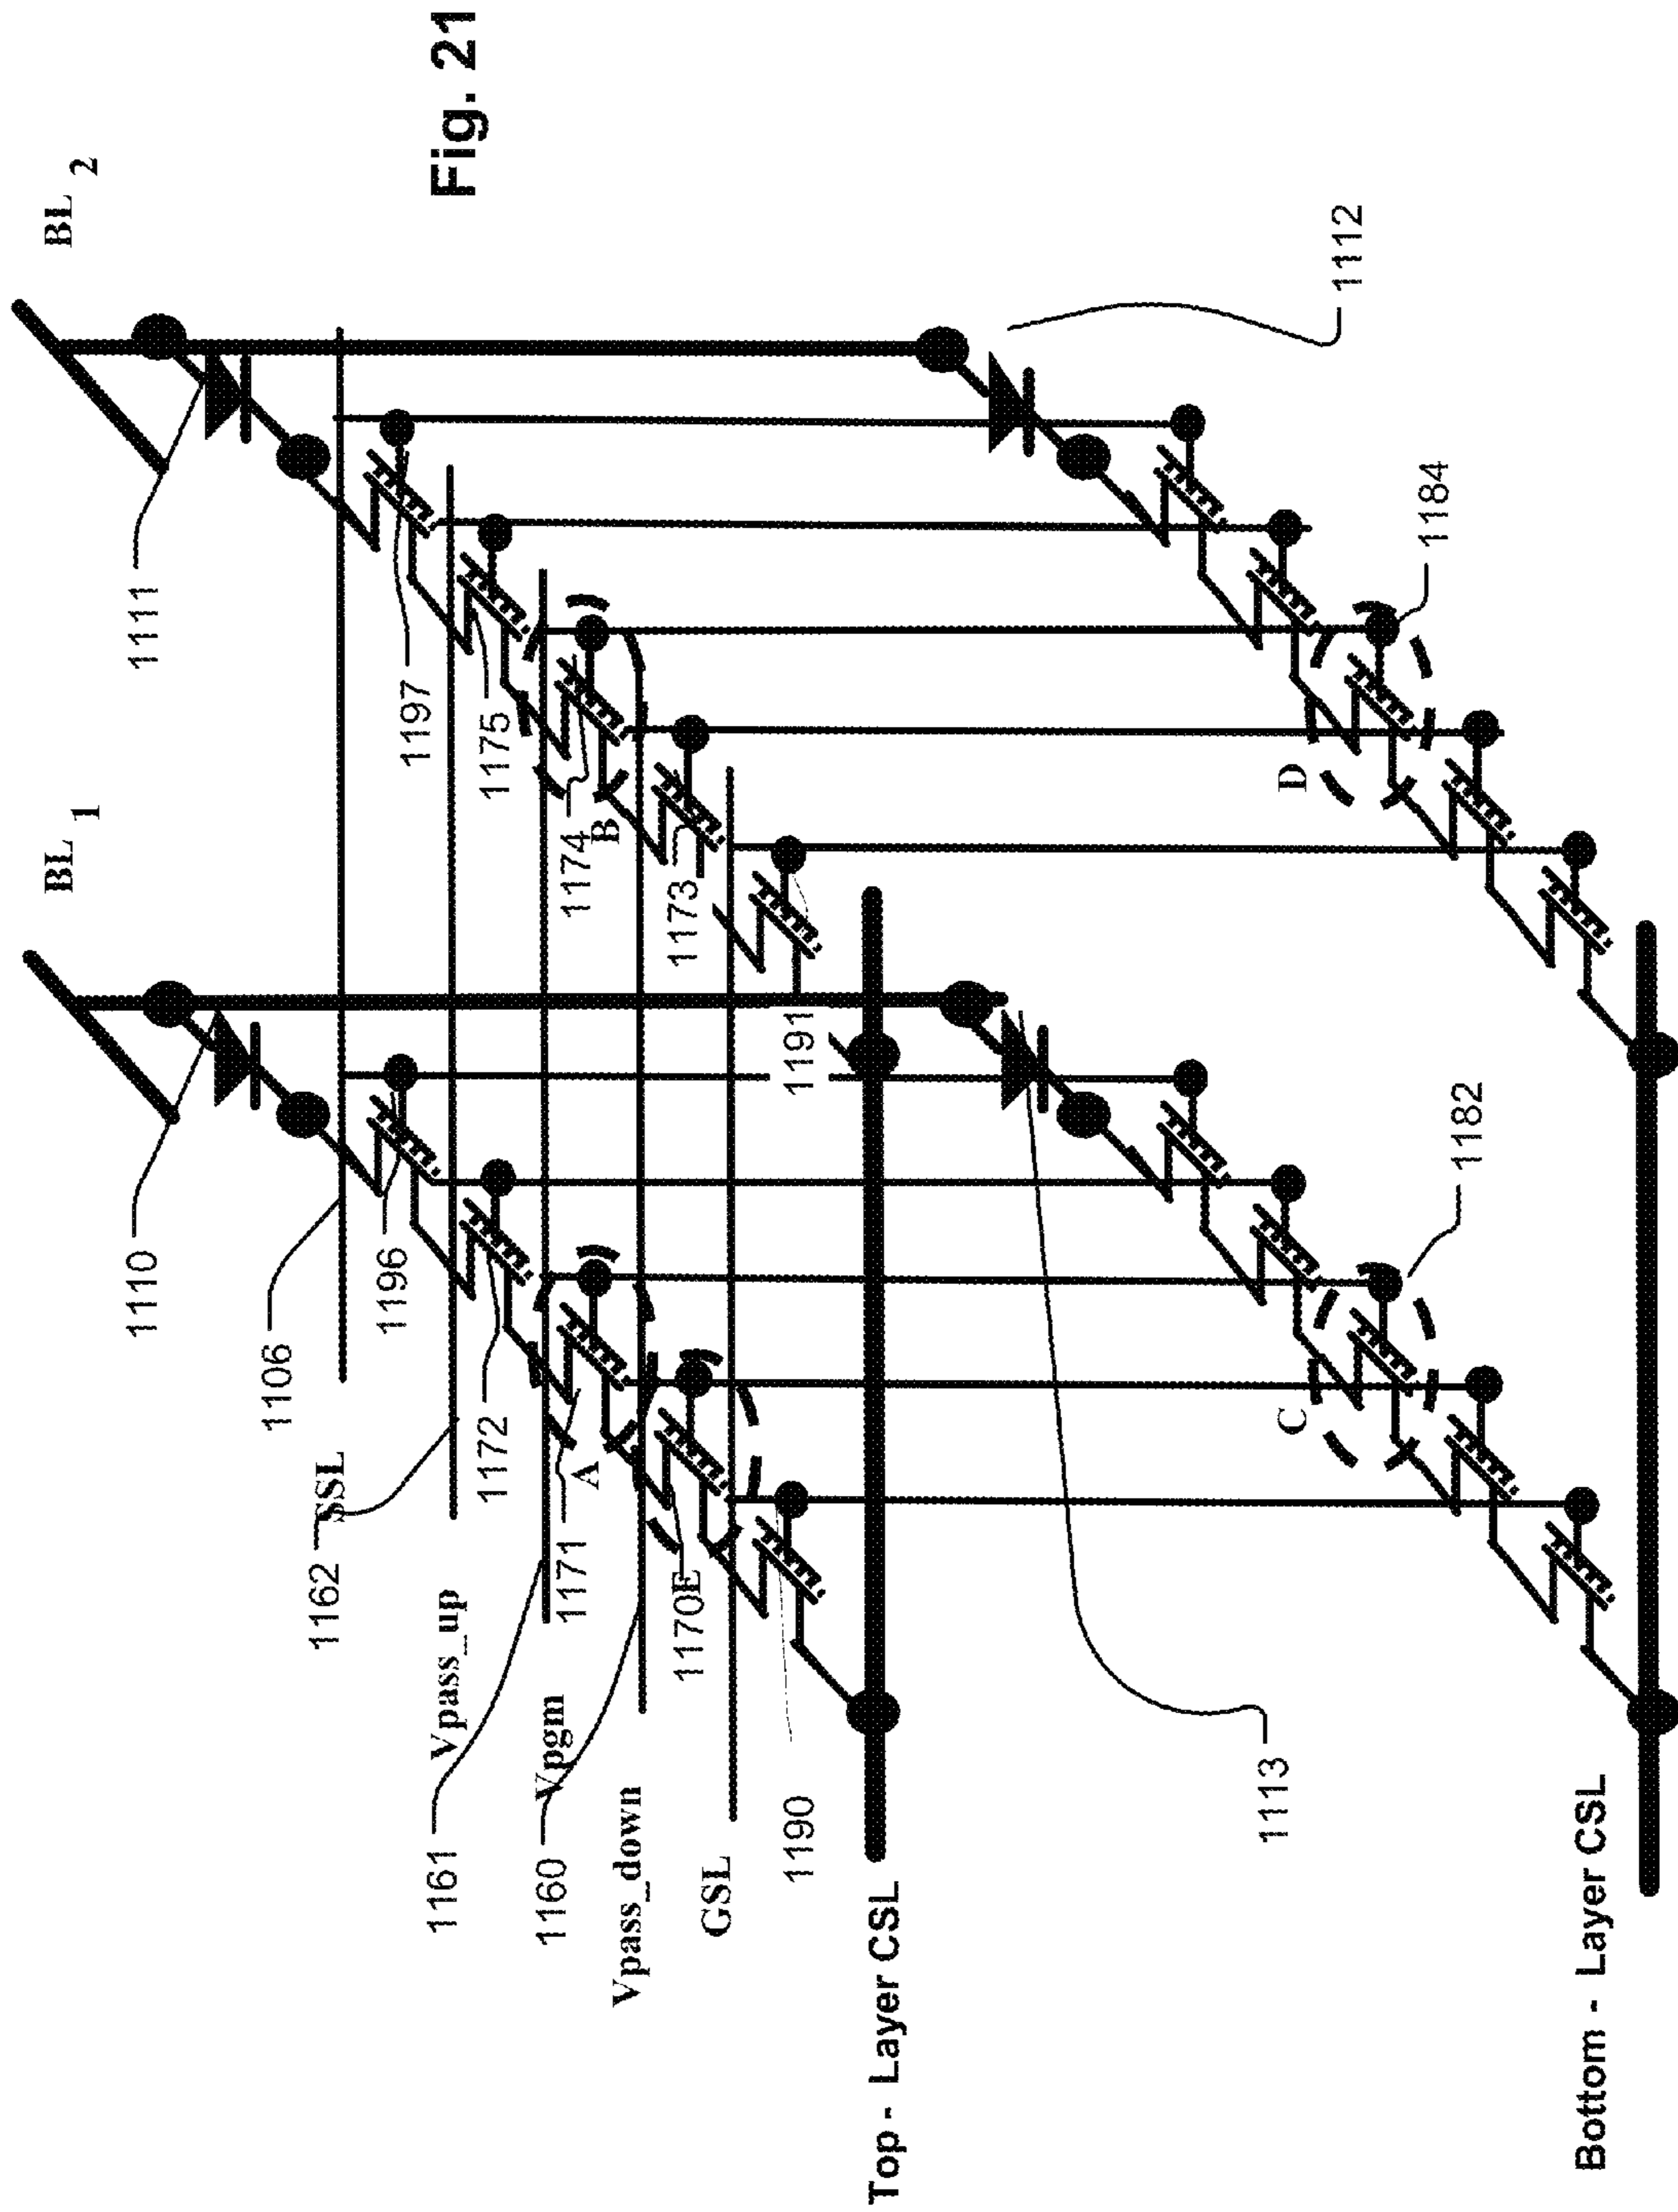 Fig. 21
BL 1
BL 2
1110
1111
1106
1196
1197
1162
SSL
1172
1175
1161
Vpass_up
1171
A
1174
B
1160
Vpgm
1170
E
1173
Vpass_down
GSL
1190
1191
Top - Layer CSL
1113
1112
C
1182
D
1184
Bottom - Layer CSL